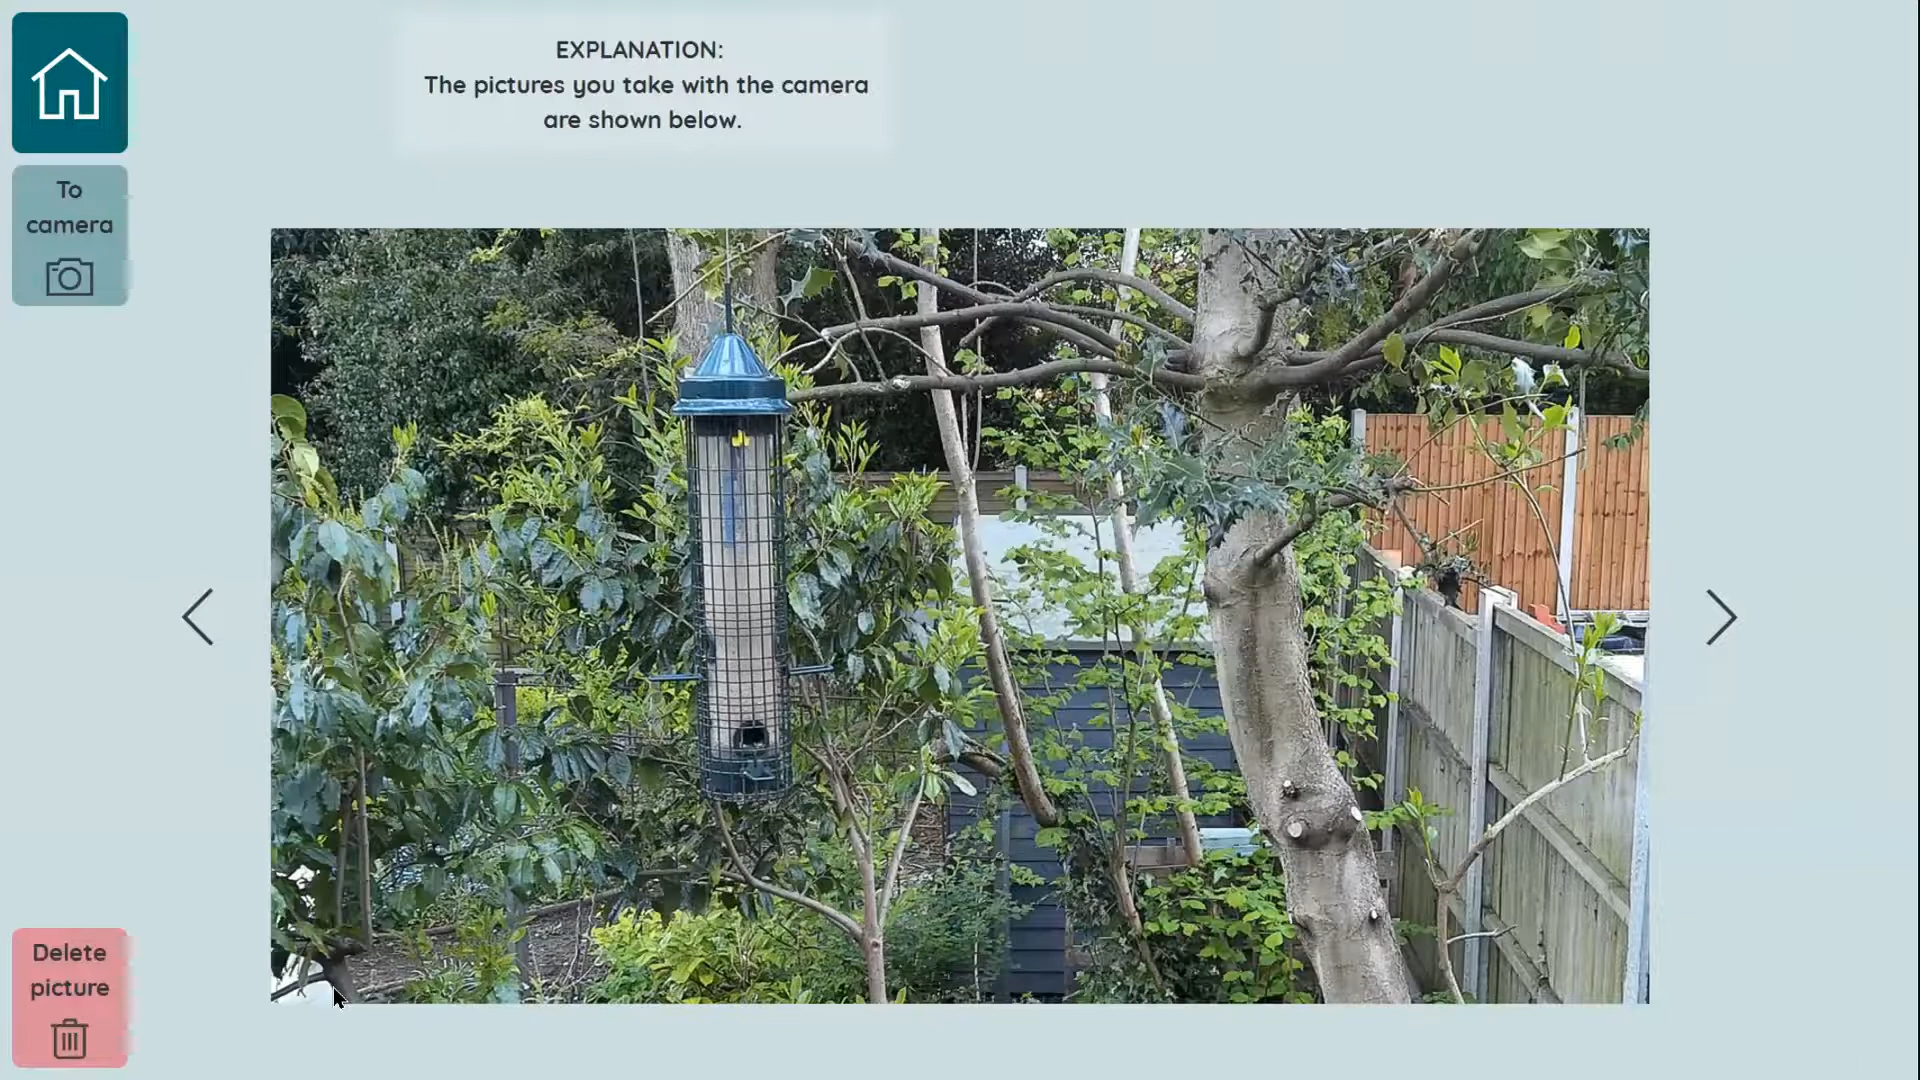 EXPLANATION:
The pictures you take with the camera
are shown below.
To
camera
Delete
picture